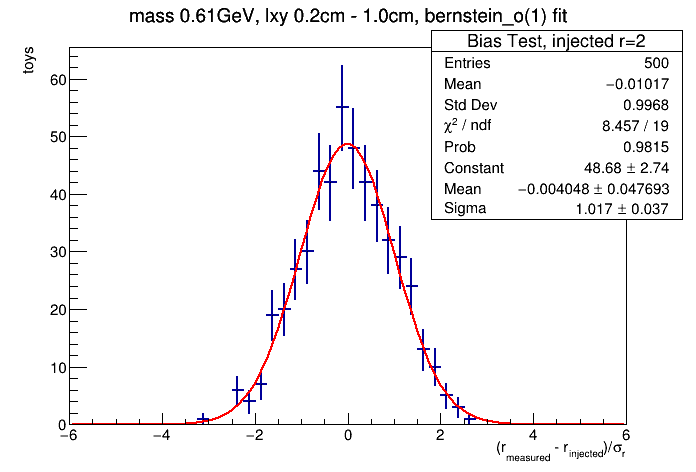 mass 0.61GeV, lxy 0.2cm - 1.0cm, bernstein_o(1) fit
toys
Bias Test, injected r=2
Entries 500
Mean −0.01017
Std Dev 0.9968
χ² / ndf 8.457 / 19
Prob 0.9815
Constant 48.68 ± 2.74
Mean −0.004048 ± 0.047693
Sigma 1.017 ± 0.037
60
50
40
30
20
10
0
−6 −4 −2 0 2 4 6
(r_measured - r_injected)/σ_r